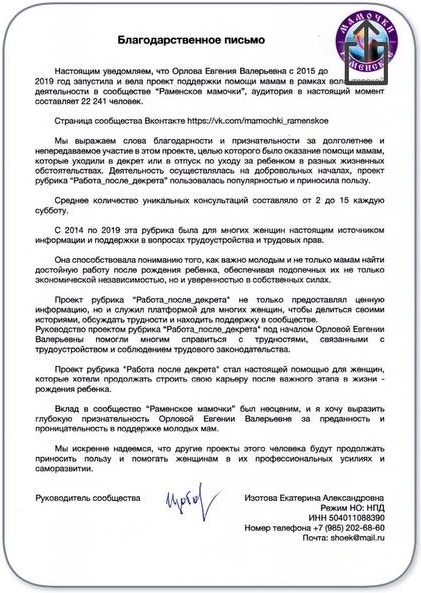 МАМОЧКИ
Благодарственное письмо
Настоящим уведомляем, что Орлова Евгения Валерьевна с 2015 до
2019 год запустила и вела проект поддержки помощи мамам в рамках
деятельности в сообществе "Раменское мамочки", аудитория в настоящий момент
составляет 22 241 человек.
Страница сообщества Вконтакте https://vk.com/mamochki_ramenskoe
Мы выражаем слова благодарности и признательности за долголетнее и
непередаваемое участие в этом проекте, целью которого было оказание помощи мамам,
которые уходили в декрет или в отпуск по уходу за ребенком в разных жизненных
обстоятельствах. Деятельность осуществлялась на добровольных началах, проект
рубрика "Работа_после_декрета" пользовалась популярностью и приносила пользу.
Среднее количество уникальных консультаций составляло от 2 до 15 каждую
субботу.
С 2014 по 2019 эта рубрика была для многих женщин настоящим источником
информации и поддержки в вопросах трудоустройства и трудовых прав.
Она способствовала пониманию того, как важно молодым и не только мамам найти
достойную работу после рождения ребенка, обеспечивая подопечных их не только
экономической независимостью, но и уверенностью в собственных силах.
Проект рубрика "Работа_после_декрета" не только предоставлял ценную
информацию, но и служил платформой для многих женщин, чтобы делиться своими
историями, обсуждать трудности и находить поддержку в сообществе.
Руководство проектом рубрика "Работа_после_декрета" под началом Орловой Евгении
Валерьевны помогли многим справиться с трудностями, связанными с
трудоустройством и соблюдением трудового законодательства.
Проект рубрика "Работа после декрета" стал настоящей помощью для женщин,
которые хотели продолжать строить свою карьеру после важного этапа в жизни -
рождения ребенка.
Вклад в сообщество "Раменское мамочки" был неоценим, и я хочу выразить
глубокую признательность Орловой Евгении Валерьевне за преданность и
проницательность в поддержке молодых мам.
Мы искренне надеемся, что другие проекты этого человека будут продолжать
приносить пользу и помогать женщинам в их профессиональных усилиях и
саморазвитии.
Руководитель сообщества Изотова Екатерина Александровна
Режим НО: НПД
ИНН 504011088390
Номер телефона +7 (985) 202-68-60
Почта: shoek@mail.ru